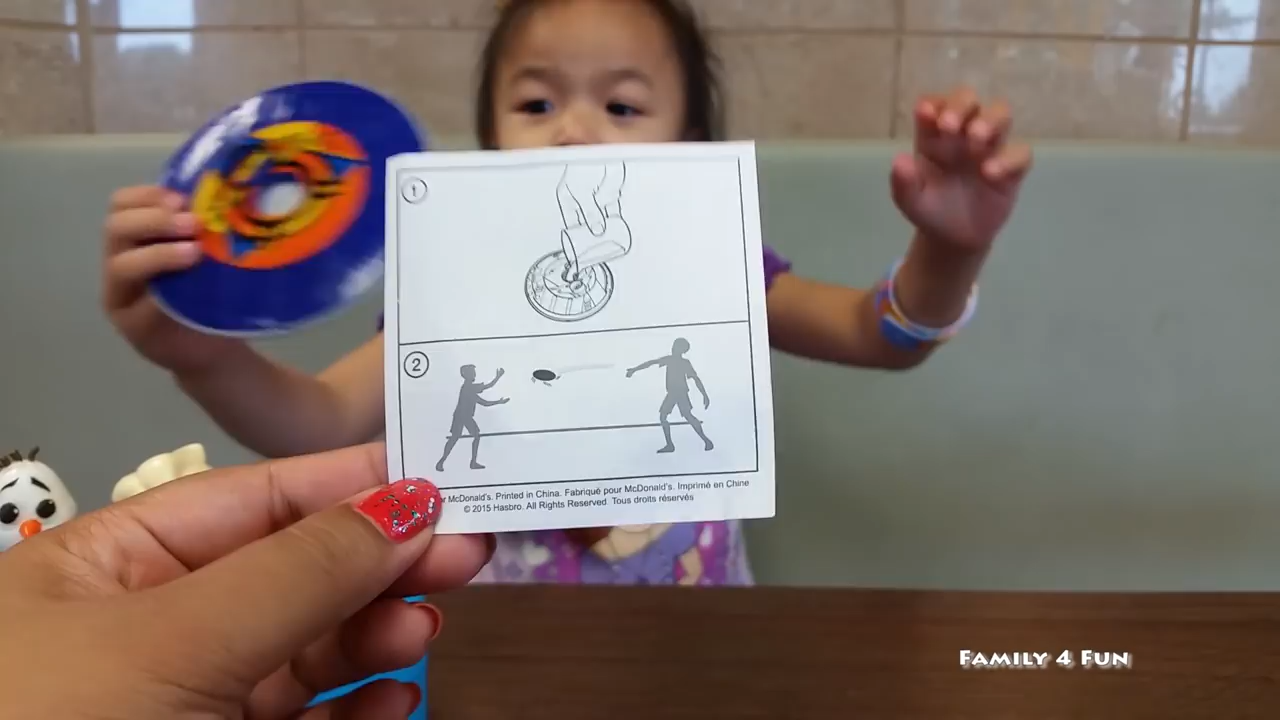 1
2
McDonald's. Printed in China. Fabriqué pour McDonald's. Imprimé en Chine
© 2015 Hasbro. All Rights Reserved. Tous droits réservés
Family 4 Fun